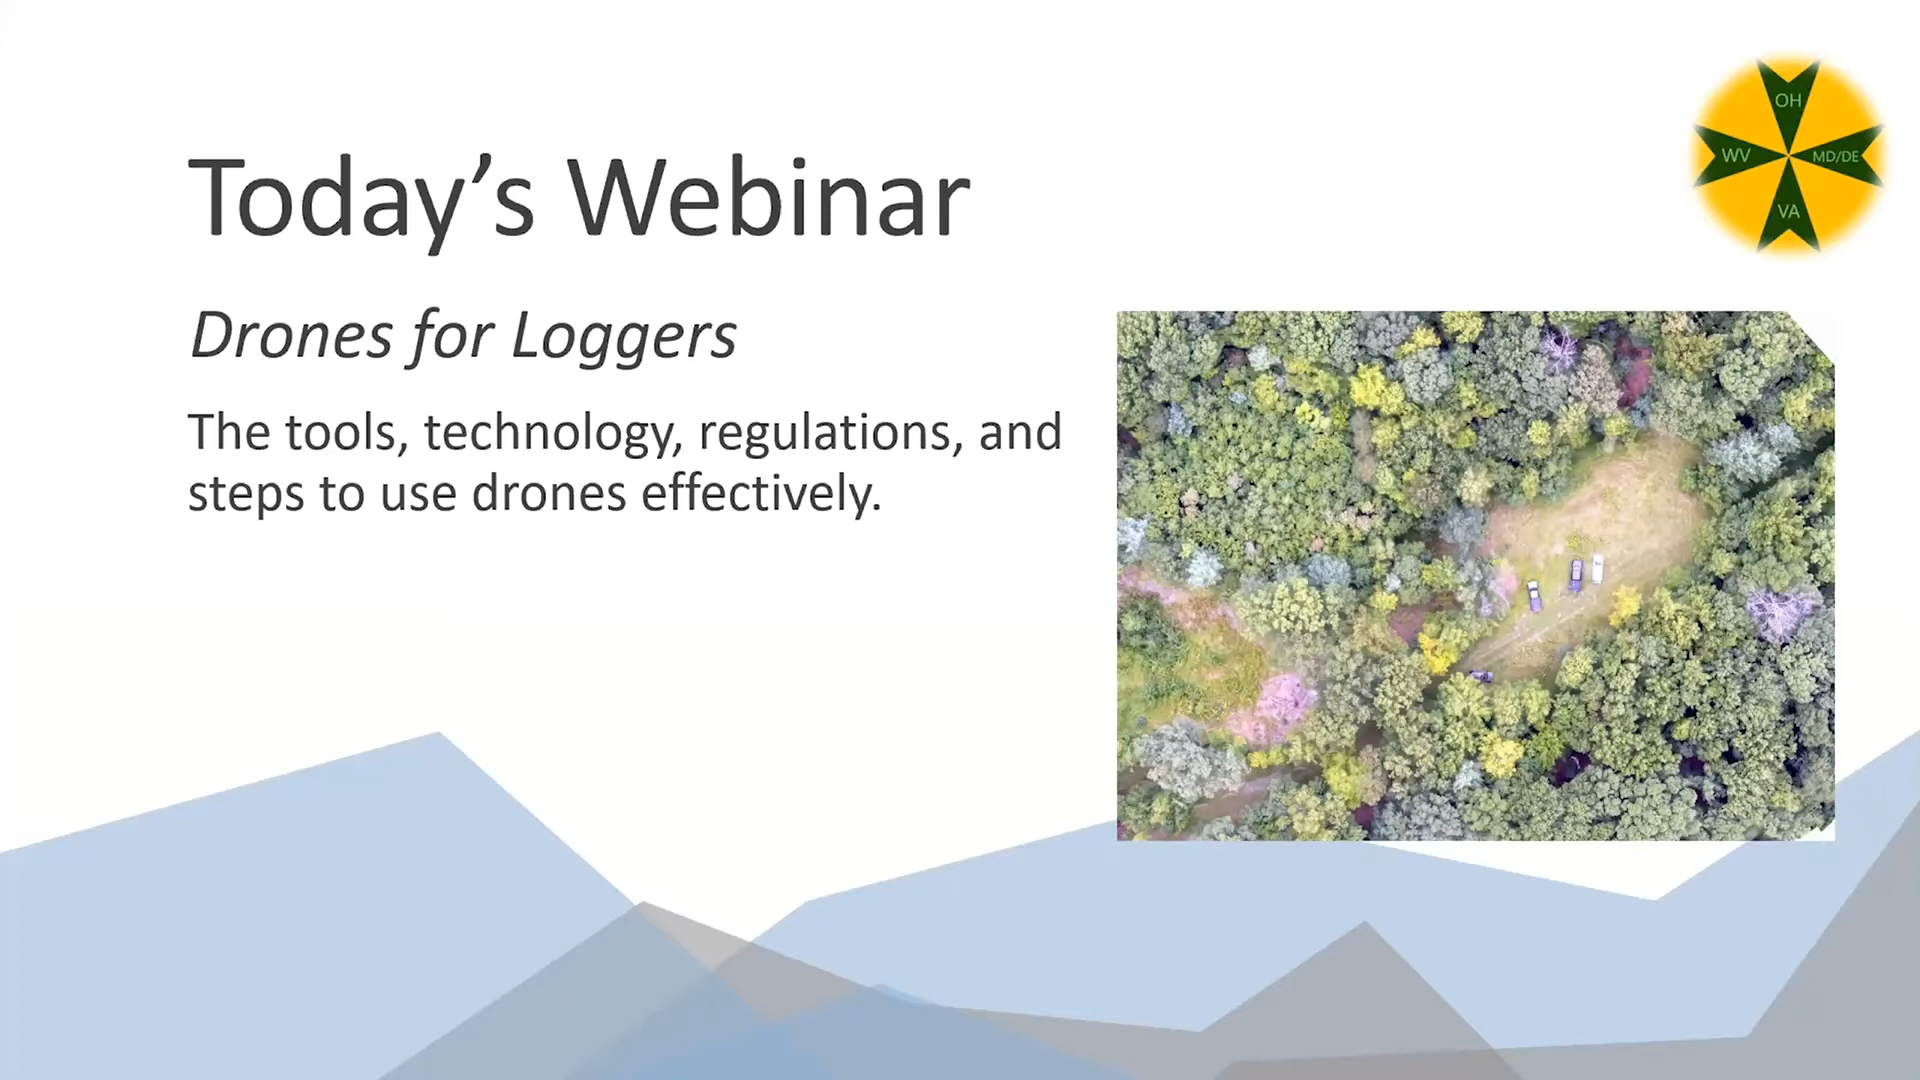 Today’s Webinar
Drones for Loggers
The tools, technology, regulations, and
steps to use drones effectively.
OH
WV
MD/DE
VA